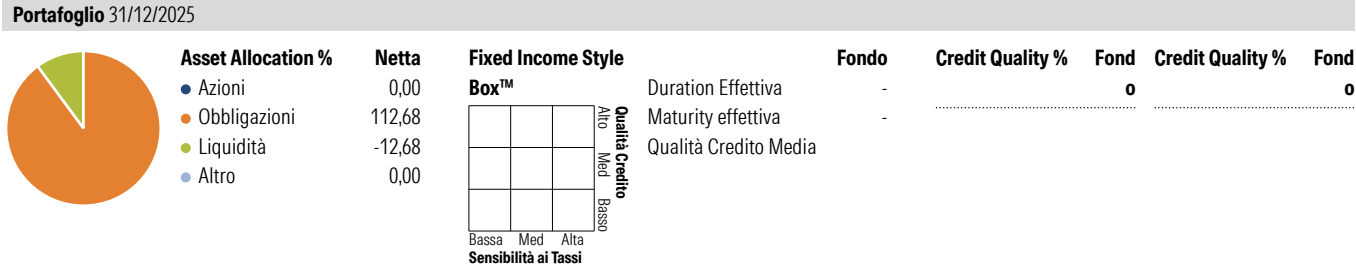 Portafoglio 31/12/2025
Asset Allocation % Netta
Azioni 0,00
Obbligazioni 112,68
Liquidità -12,68
Altro 0,00
Fixed Income Style
Box™
Alto Med Basso
Qualità Credito
Bassa Med Alta
Sensibilità ai Tassi
Fondo
Duration Effettiva -
Maturity effettiva -
Qualità Credito Media
Credit Quality % Fond
o
Credit Quality % Fond
o